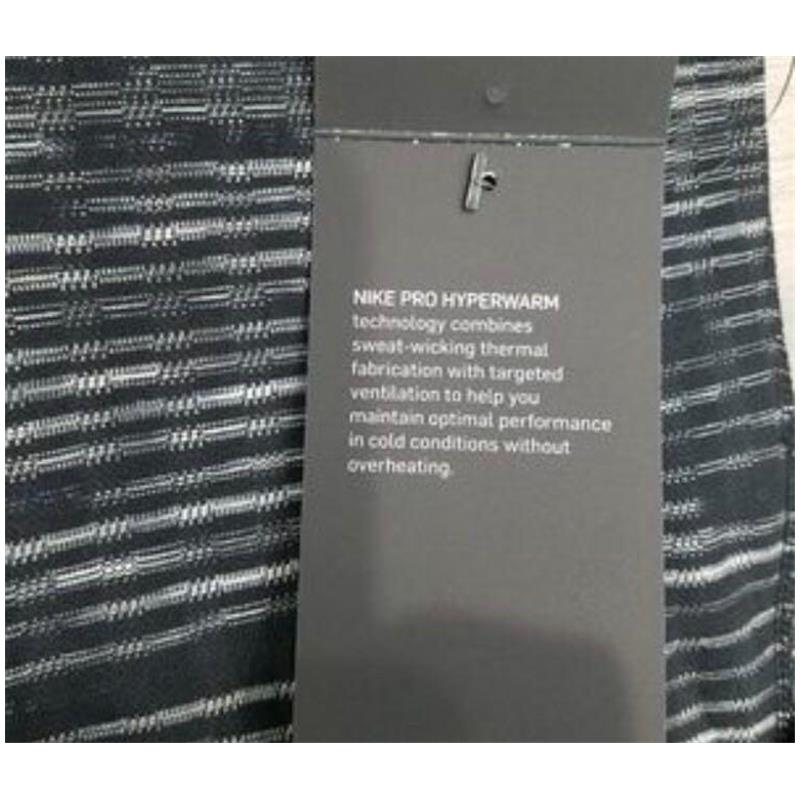 NIKE PRO HYPERWARM
technology combines
sweat-wicking thermal
fabrication with targeted
ventilation to help you
maintain optimal performance
in cold conditions without
overheating.